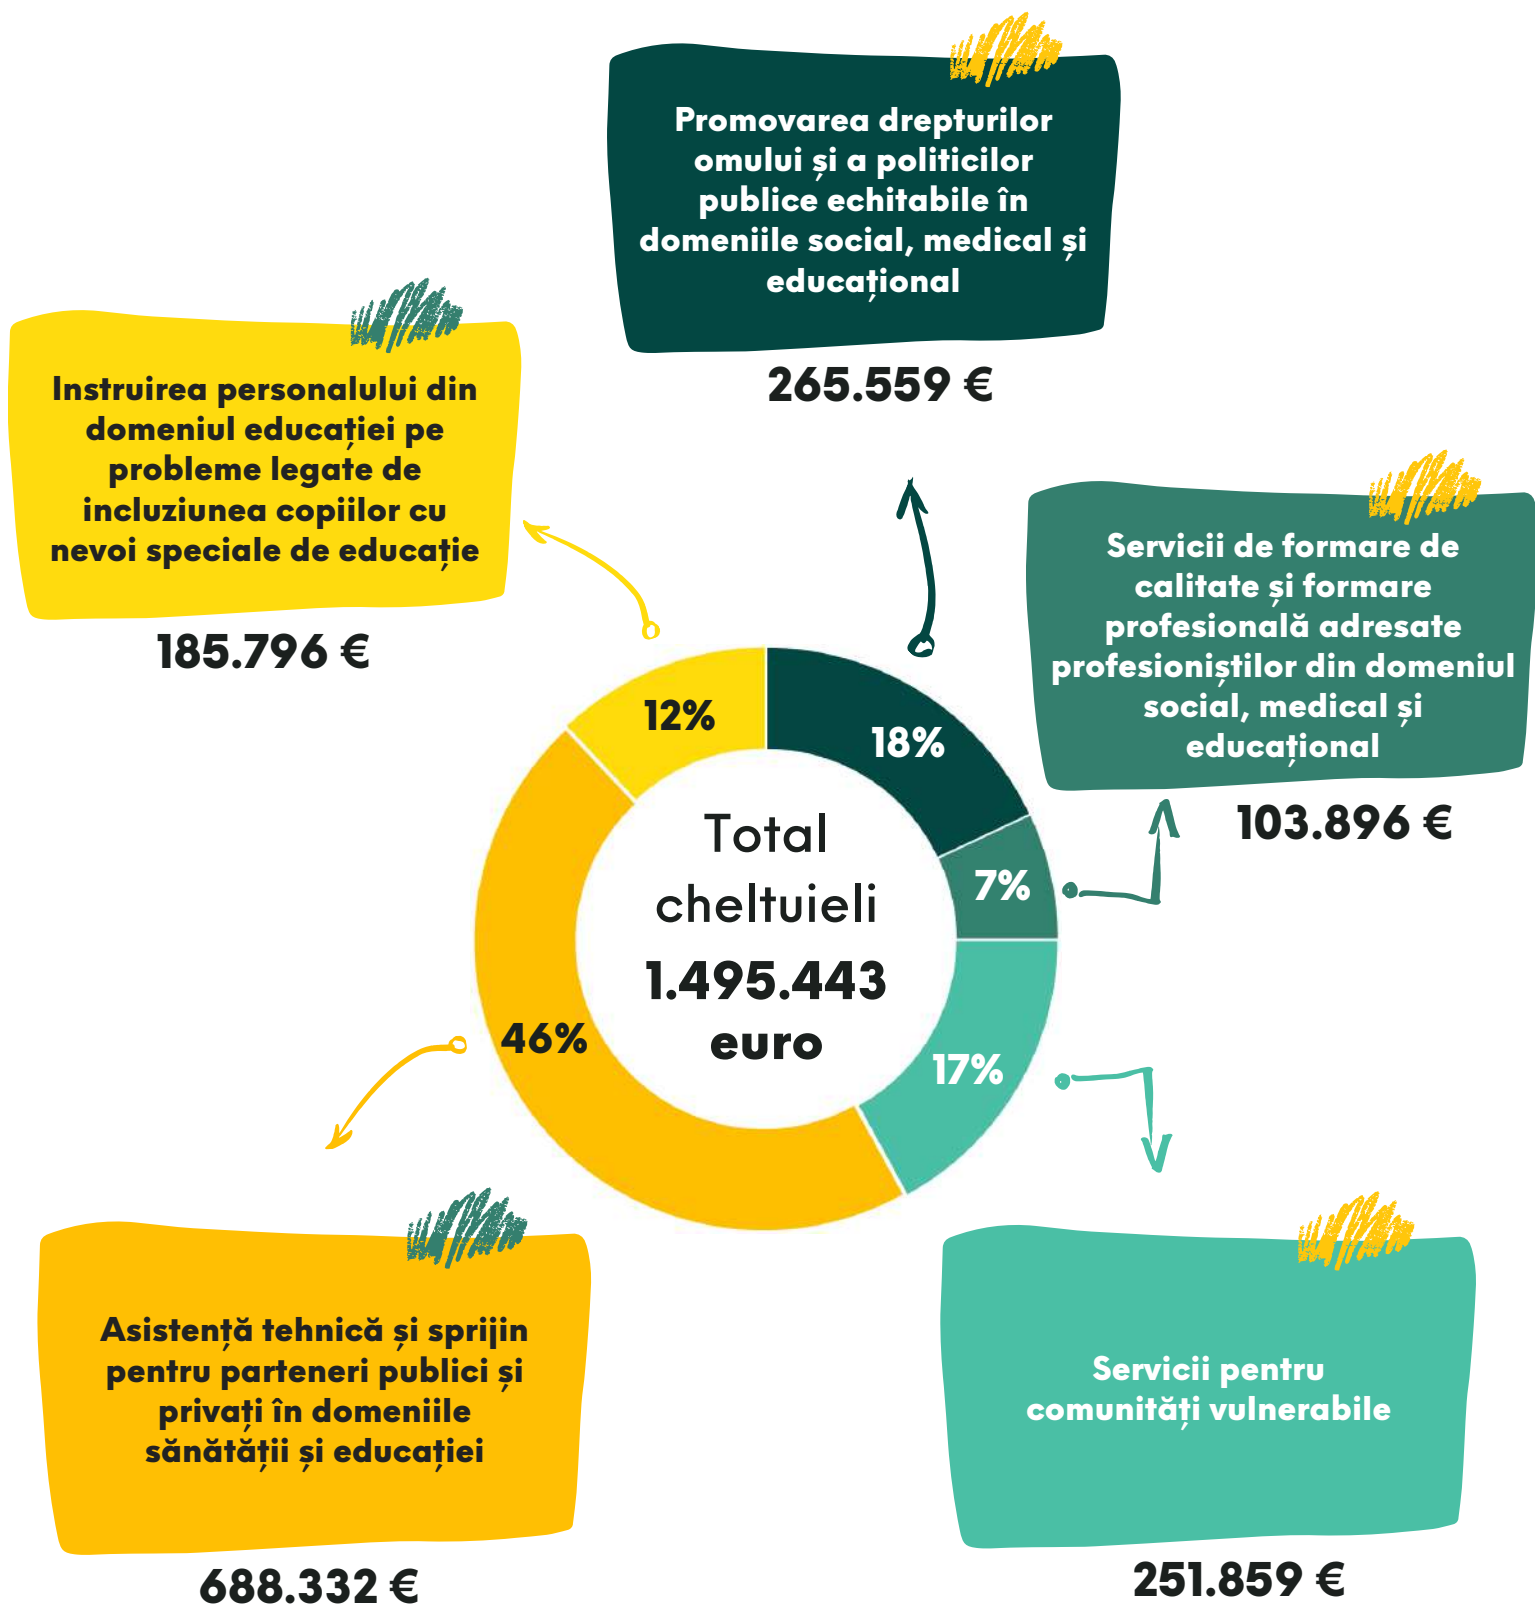 Promovarea drepturilor
omului și a politicilor
publice echitabile în
domeniile social, medical și
educațional
265.559 €
Instruirea personalului din
domeniul educației pe
probleme legate de
incluziunea copiilor cu
nevoi speciale de educație
185.796 €
Servicii de formare de
calitate și formare
profesională adresate
profesioniștilor din domeniul
social, medical și
educațional
103.896 €
12%
18%
7%
17%
46%
Total
cheltuieli
1.495.443
euro
Asistență tehnică și sprijin
pentru parteneri publici și
privați în domeniile
sănătății și educației
688.332 €
Servicii pentru
comunități vulnerabile
251.859 €